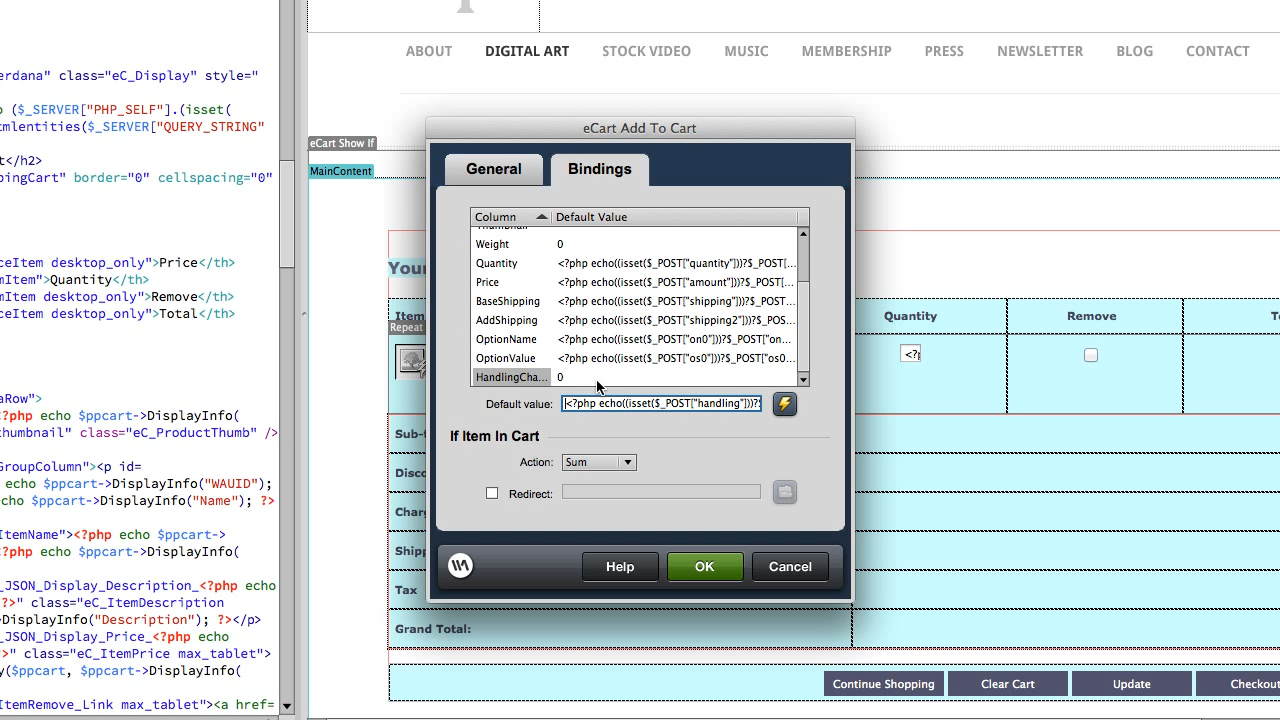 ABOUT DIGITAL ART STOCK VIDEO MUSIC MEMBERSHIP PRESS NEWSLETTER BLOG CONTACT
erdana" class="eC_Display" style="
($_SERVER["PHP_SELF"].(isset(
tmlentities($_SERVER["QUERY_STRING"
t</h2>
pingCart" border="0" cellspacing="0"
ceItem desktop_only">Price</th>
mItem">Quantity</th>
mItem desktop_only">Remove</th>
ceItem desktop_only">Total</th>
aRow">
<?php echo $ppcart->DisplayInfo(
thumbnail" class="eC_ProductThumb" />
GroupColumn"><p id=
echo $ppcart->DisplayInfo("WAUID");
echo $ppcart->DisplayInfo("Name"); ?>
ItemName"><?php echo $ppcart->
<?php echo $ppcart->DisplayInfo(
_JSON_Display_Description_<?php echo
?>" class="eC_ItemDescription
>DisplayInfo("Description"); ?></p>
_JSON_Display_Price_<?php echo
?>" class="eC_ItemPrice max_tablet">
y($ppcart, $ppcart->DisplayInfo(
ItemRemove_Link max_tablet"><a href=
eCart Show If
MainContent
eCart Add To Cart
General Bindings
Column Default Value
Thumbnail
Weight 0
Quantity <?php echo((isset($_POST["quantity"]))?$_POST[...
Price <?php echo((isset($_POST["amount"]))?$_POST[...
BaseShipping <?php echo((isset($_POST["shipping"]))?$_POST...
AddShipping <?php echo((isset($_POST["shipping2"]))?$_POS...
OptionName <?php echo((isset($_POST["on0"]))?$_POST["on...
OptionValue <?php echo((isset($_POST["os0"]))?$_POST["os0...
HandlingCha... 0
Default value: <?php echo((isset($_POST["handling"]))?$
If Item In Cart
Action: Sum
Redirect:
Help OK Cancel
Your
Item Quantity Remove
Repeat
<?p
Sub-
Disco
Char
Shipp
Tax
Grand Total:
Continue Shopping Clear Cart Update Checkou